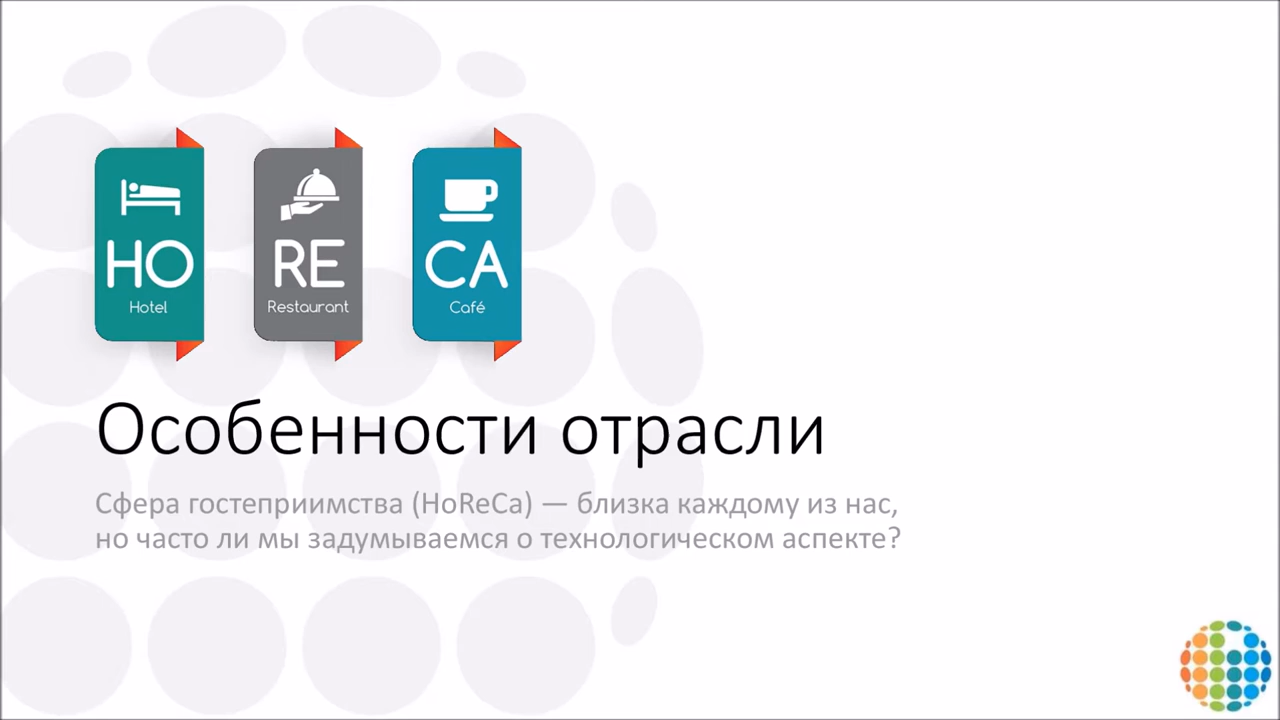 HO
Hotel
RE
Restaurant
CA
Café
Особенности отрасли
Сфера гостеприимства (HoReCa) — близка каждому из нас,
но часто ли мы задумываемся о технологическом аспекте?